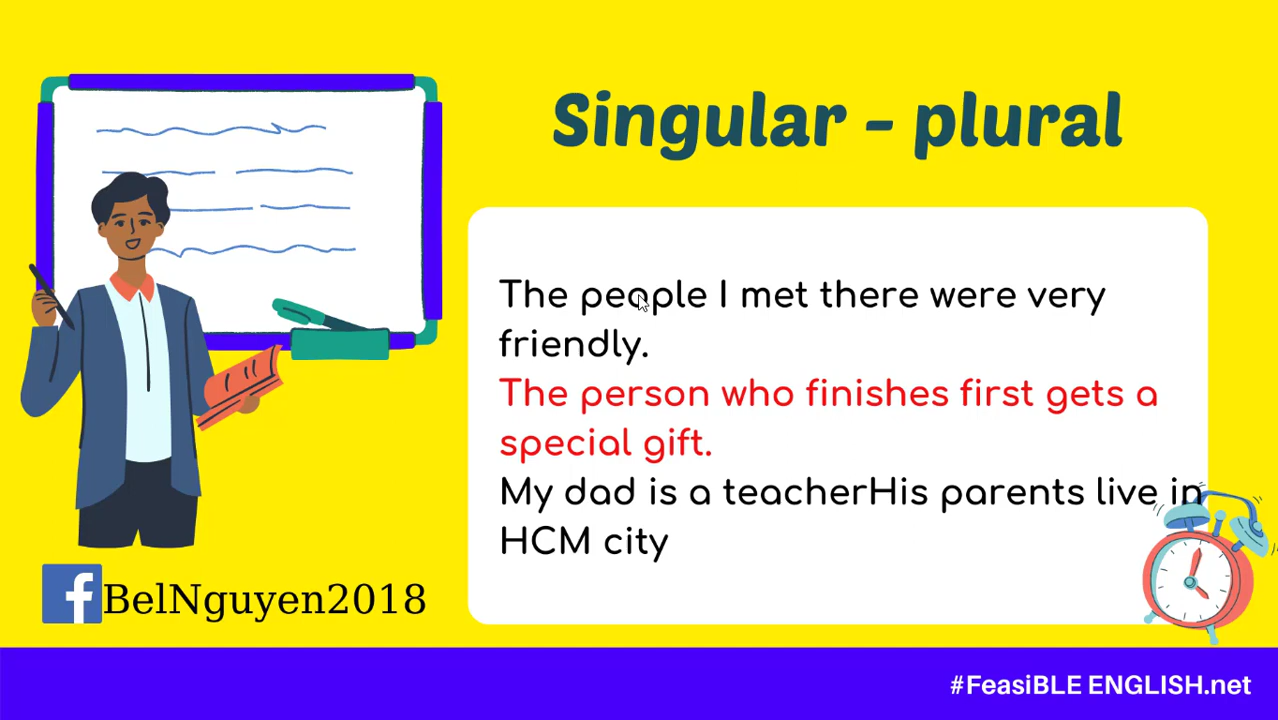 Singular - plural
The people I met there were very
friendly.
The person who finishes first gets a
special gift.
My dad is a teacherHis parents live in
HCM city
BelNguyen2018
#FeasiBLE ENGLISH.net